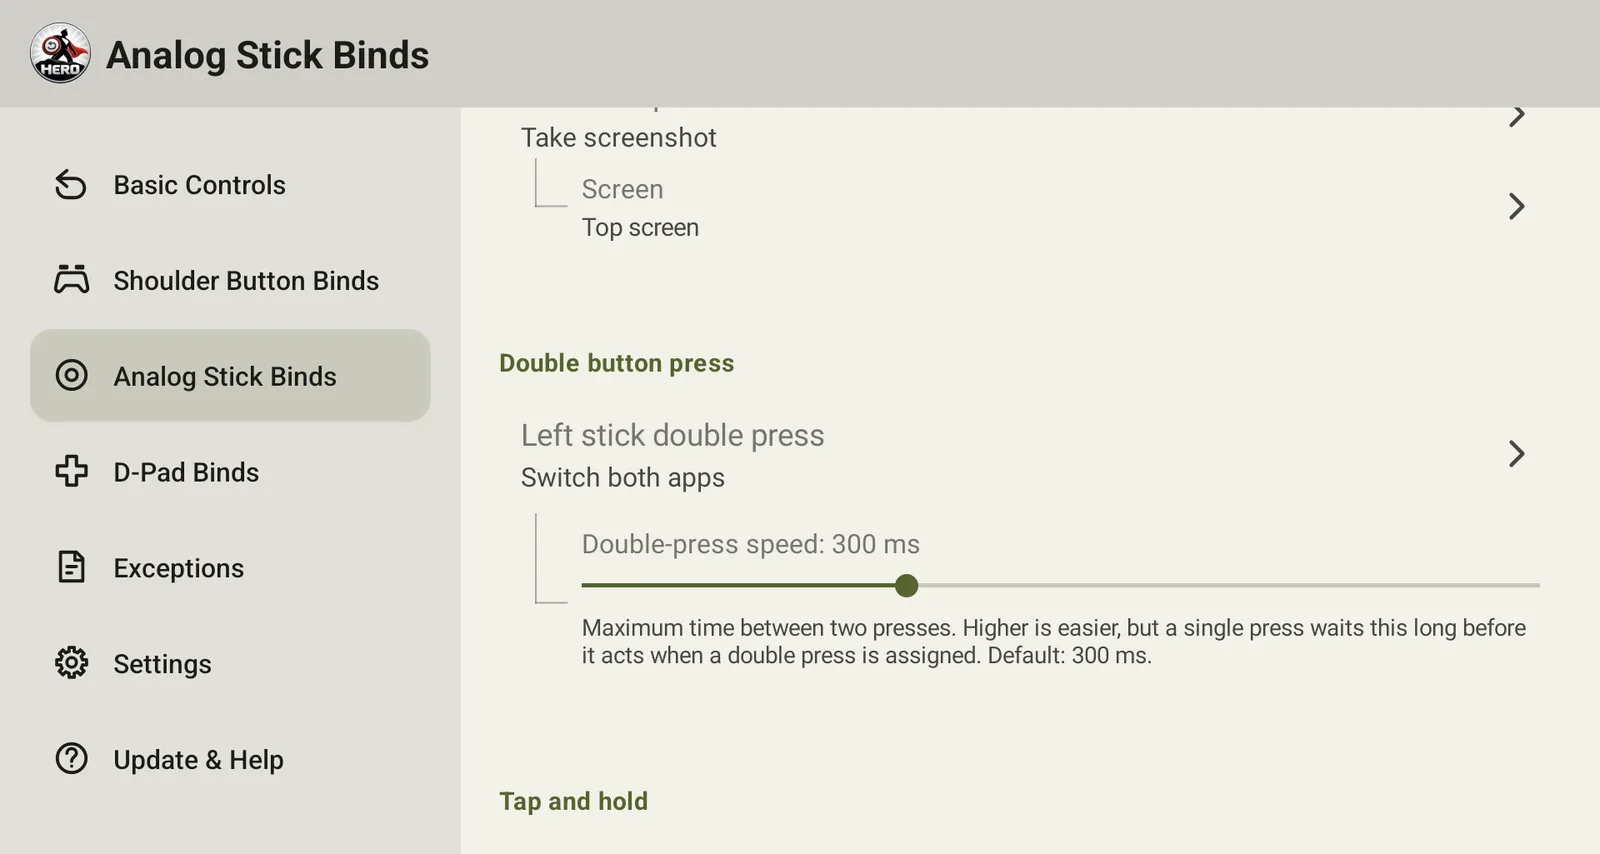 HERO
Analog Stick Binds
Basic Controls
Shoulder Button Binds
Analog Stick Binds
D-Pad Binds
Exceptions
Settings
Update & Help
Take screenshot
Screen
Top screen
Double button press
Left stick double press
Switch both apps
Double-press speed: 300 ms
Maximum time between two presses. Higher is easier, but a single press waits this long before
it acts when a double press is assigned. Default: 300 ms.
Tap and hold